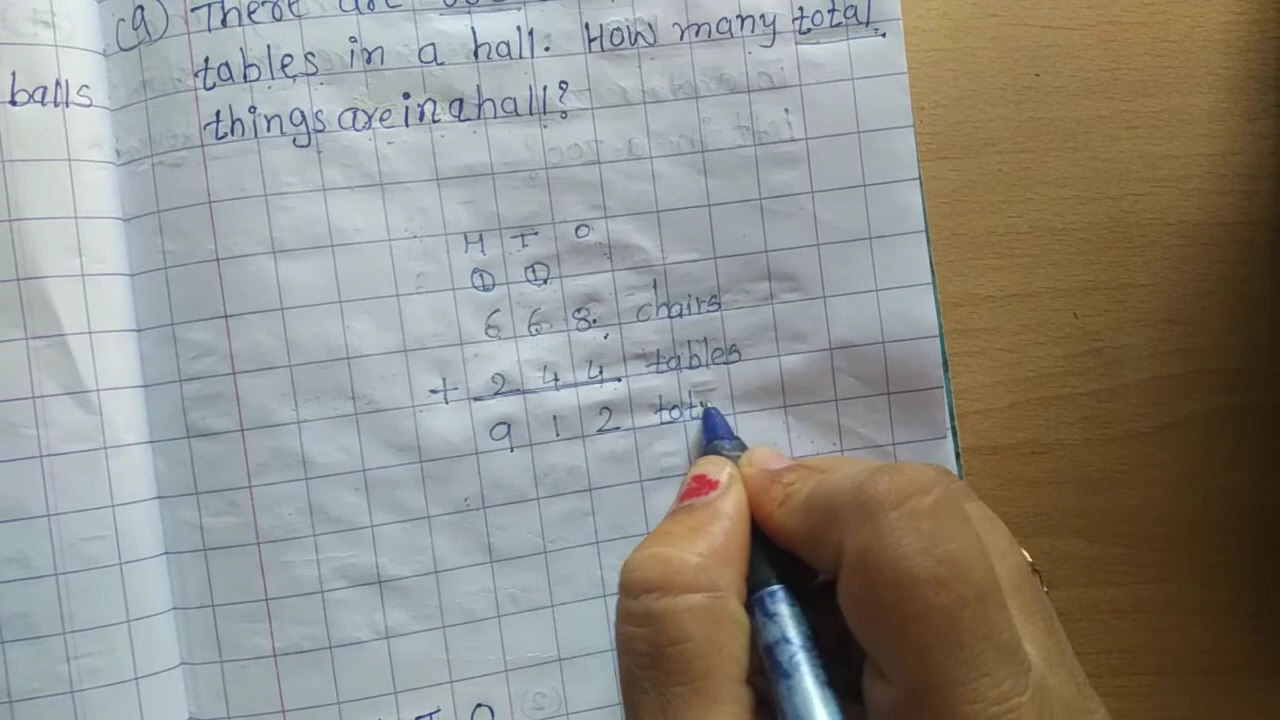 balls
(a) There are
tables in a hall. How many total
things are in a hall?
H T O
1 1
6 6 8. chairs
+ 2 4 4. tables
9 1 2 tot
T O